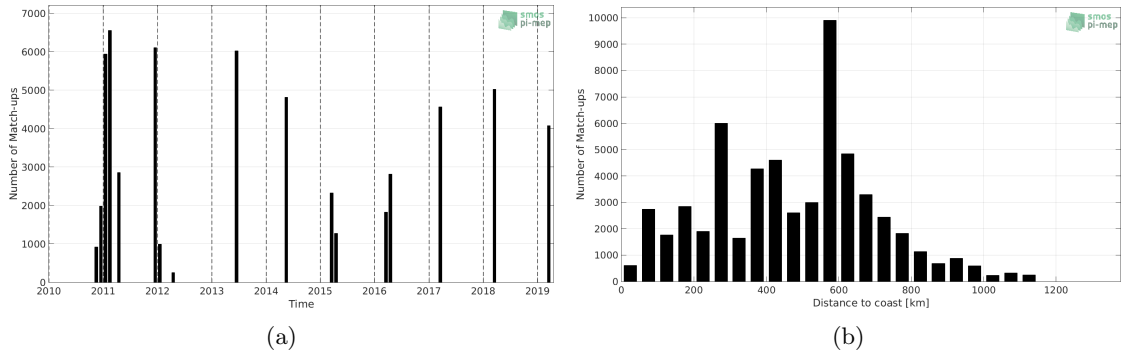 smos
pi-mep
Number of Match-ups
7000
6000
5000
4000
3000
2000
1000
0
2010 2011 2012 2013 2014 2015 2016 2017 2018 2019
Time
(a)
smos
pi-mep
Number of Match-ups
10000
9000
8000
7000
6000
5000
4000
3000
2000
1000
0
0 200 400 600 800 1000 1200
Distance to coast [km]
(b)